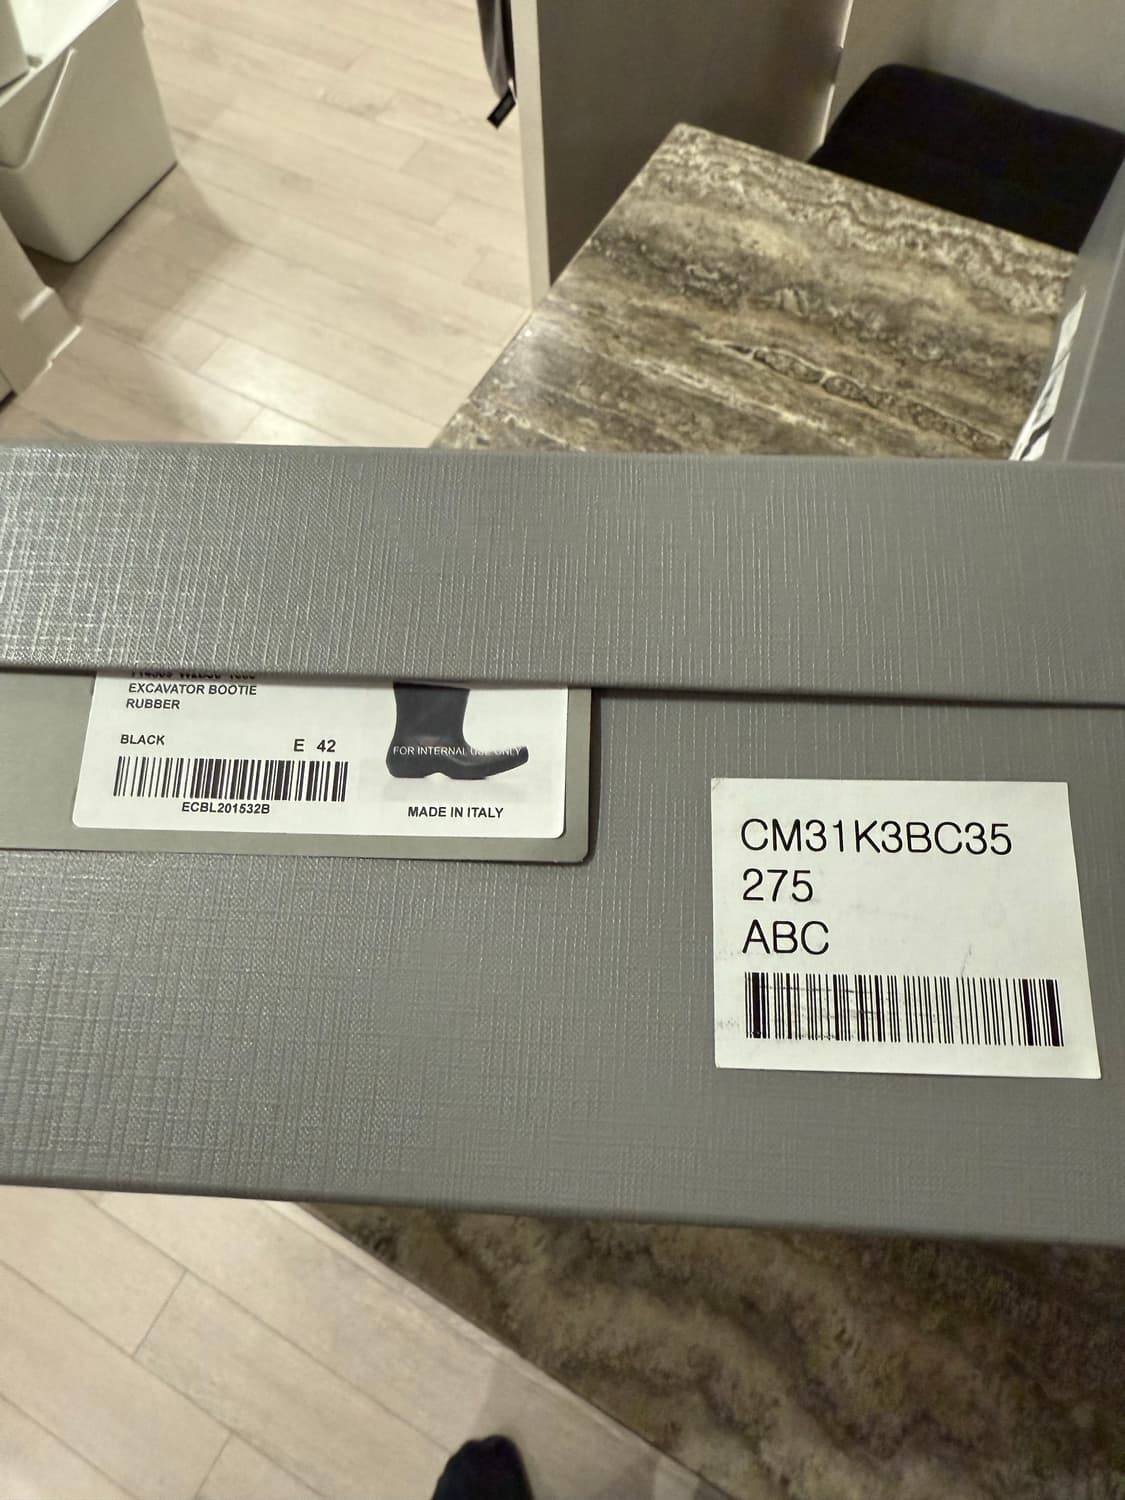 EXCAVATOR BOOTIE
RUBBER
BLACK
E 42
ECBL201532B
FOR INTERNAL USE ONLY
MADE IN ITALY
CM31K3BC35
275
ABC